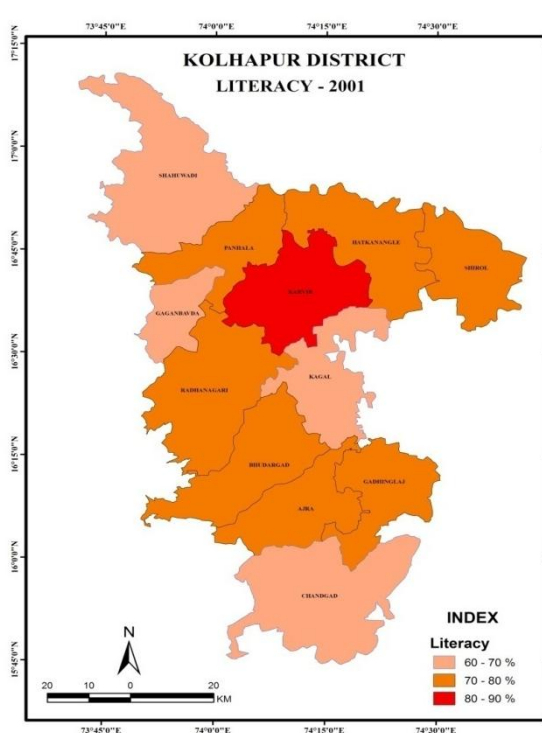 73°45'0"E 74°0'0"E 74°15'0"E 74°30'0"E
17°15'0"N
KOLHAPUR DISTRICT
LITERACY - 2001
17°0'0"N
SHAHUWADI
16°45'0"N
PANHALA
HATKANANGLE
SHIROL
GAGANBAVDA
16°30'0"N
KAGAL
RADHANAGARI
16°15'0"N
BHUDARGAD
GADHINGLAJ
AJRA
16°0'0"N
CHANDGAD
INDEX
Literacy
60 - 70 %
70 - 80 %
80 - 90 %
N
15°45'0"N
20 10 0 20
KM
73°45'0"E 74°0'0"E 74°15'0"E 74°30'0"E